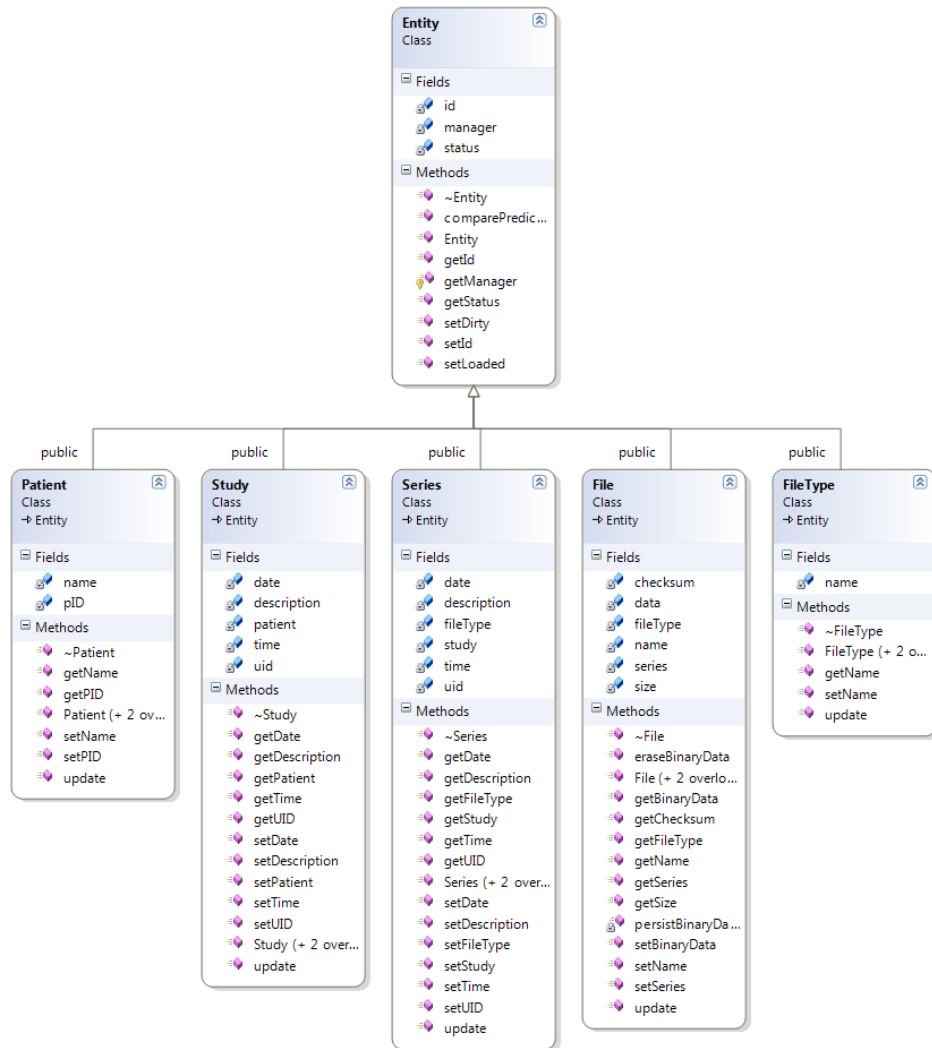 Entity
Class
Fields
id
manager
status
Methods
~Entity
comparePredic...
Entity
getId
getManager
getStatus
setDirty
setId
setLoaded
public
public
public
public
public
Patient
Class
Entity
Fields
name
pID
Methods
~Patient
getName
getPID
Patient (+ 2 ov...
setName
setPID
update
Study
Class
Entity
Fields
date
description
patient
time
uid
Methods
~Study
getDate
getDescription
getPatient
getTime
getUID
setDate
setDescription
setPatient
setTime
setUID
Study (+ 2 over...
update
Series
Class
Entity
Fields
date
description
fileType
study
time
uid
Methods
~Series
getDate
getDescription
getFileType
getStudy
getTime
getUID
Series (+ 2 over...
setDate
setDescription
setFileType
setStudy
setTime
setUID
update
File
Class
Entity
Fields
checksum
data
fileType
name
series
size
Methods
~File
eraseBinaryData
File (+ 2 overlo...
getBinaryData
getChecksum
getFileType
getName
getSeries
getSize
persistBinaryDa...
setBinaryData
setName
setSeries
update
FileType
Class
Entity
Fields
name
Methods
~FileType
FileType (+ 2 o...
getName
setName
update